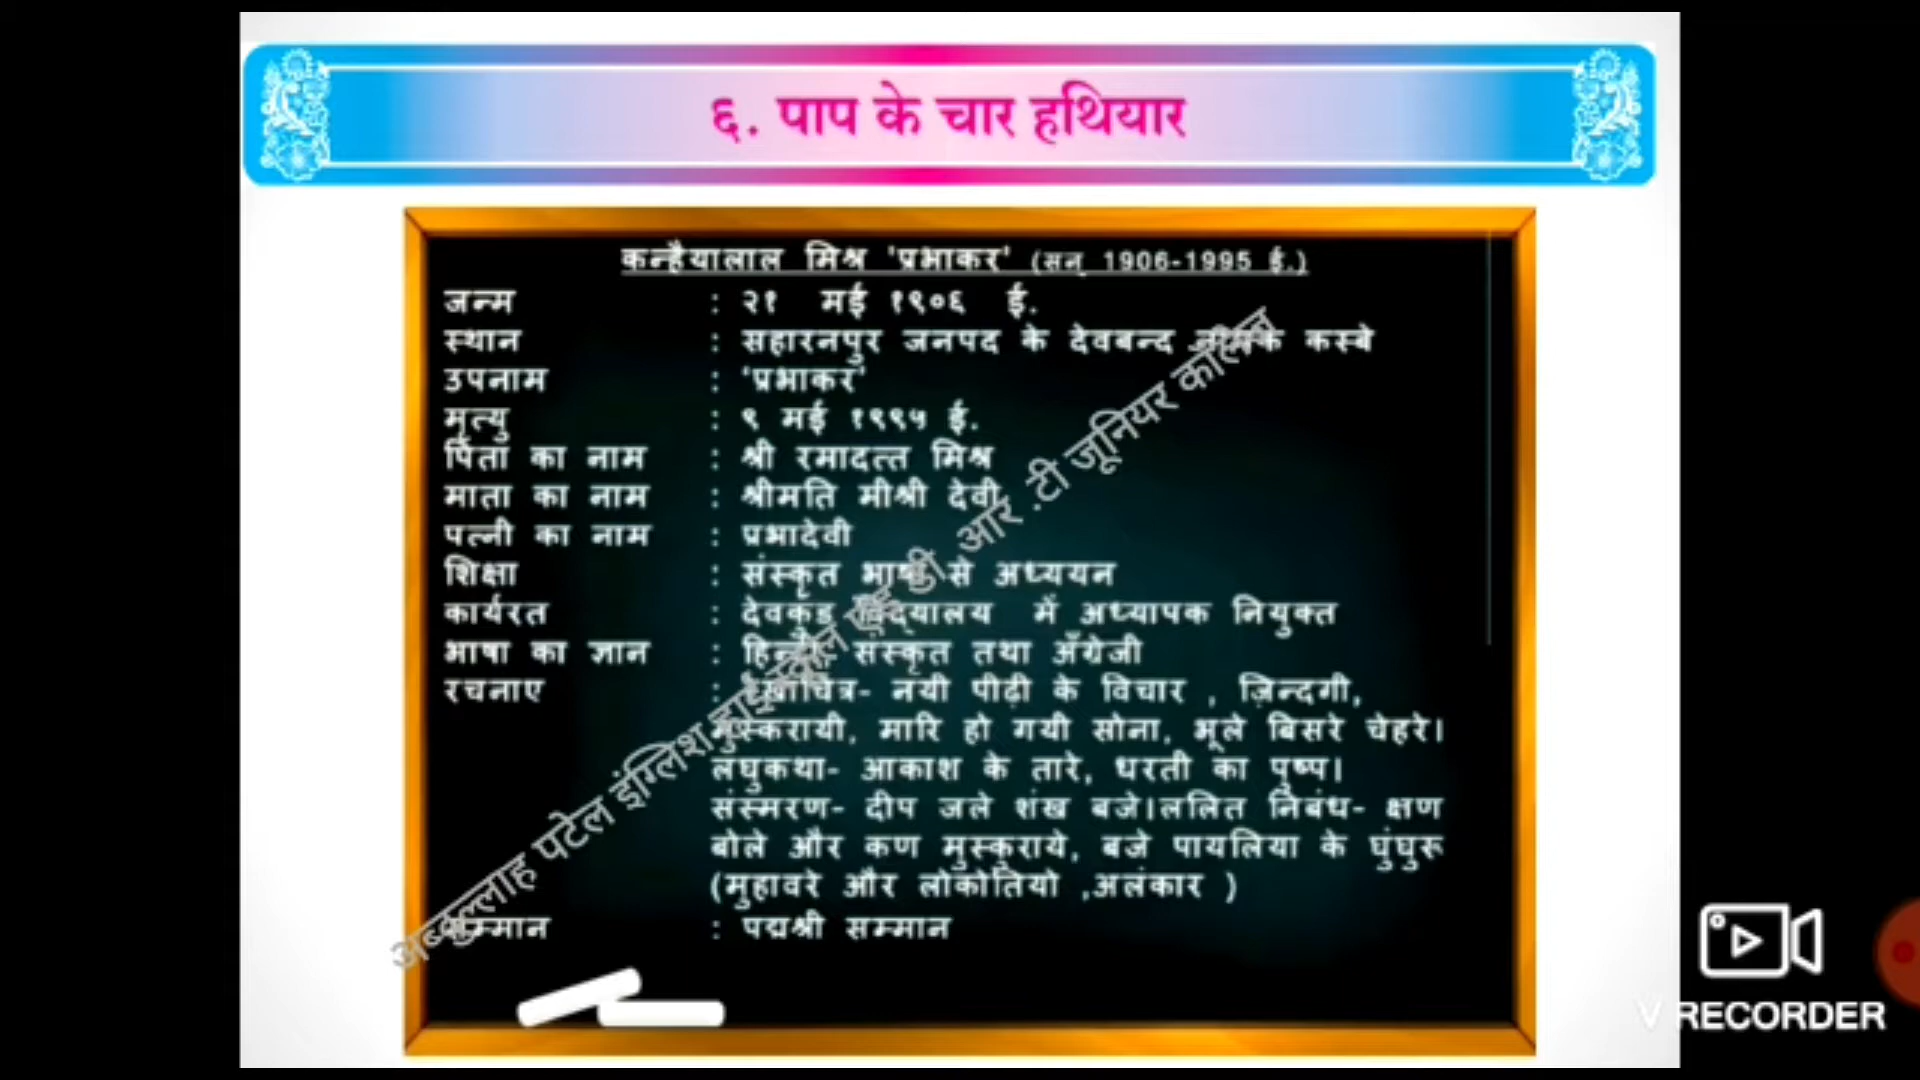 ६. पाप के चार हथियार
कन्हैयालाल मिश्र 'प्रभाकर' (सन् 1906-1995 ई.)
जन्म : २१ मई १९०६ ई.
स्थान : सहारनपुर जनपद के देवबन्द नामक कस्बे
उपनाम : 'प्रभाकर'
मृत्यु : ९ मई १९९५ ई.
पिता का नाम : श्री रमादत्त मिश्र
माता का नाम : श्रीमति मीश्री देवी
पत्नी का नाम : प्रभादेवी
शिक्षा : संस्कृत भाषा से अध्ययन
कार्यरत : देवकुंड विद्यालय में अध्यापक नियुक्त
भाषा का ज्ञान : हिन्दी, संस्कृत तथा अँग्रेजी
रचनाए : रेखाचित्र- नयी पीढ़ी के विचार , ज़िन्दगी,
मुस्करायी, मारि हो गयी सोना, भूले बिसरे चेहरे।
लघुकथा- आकाश के तारे, धरती का पुष्प।
संस्मरण- दीप जले शंख बजे।ललित निबंध- क्षण
बोले और कण मुस्कुराये, बजे पायलिया के घुंघुरू
(मुहावरे और लोकोतियो ,अलंकार )
सम्मान : पद्मश्री सम्मान
अब्दुल्लाह पटेल इंग्लिश हाई स्कूल एंड डी .आर .टी जूनियर कॉलेज
V RECORDER